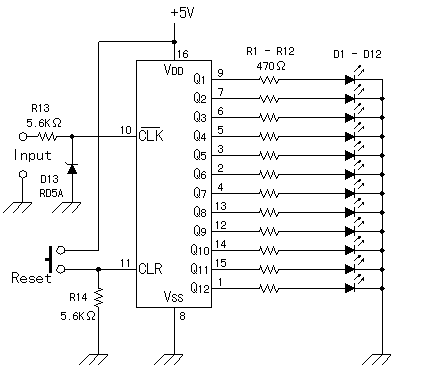 +5V
16
VDD
R1 - R12
470Ω
D1 - D12
Q1 9
Q2 7
Q3 6
Q4 5
Q5 3
Q6 2
Q7 4
Q8 13
Q9 12
Q10 14
Q11 15
Q12 1
R13
5.6KΩ
10 CLK
Input
D13
RD5A
11 CLR
Reset
R14
5.6KΩ
VSS
8